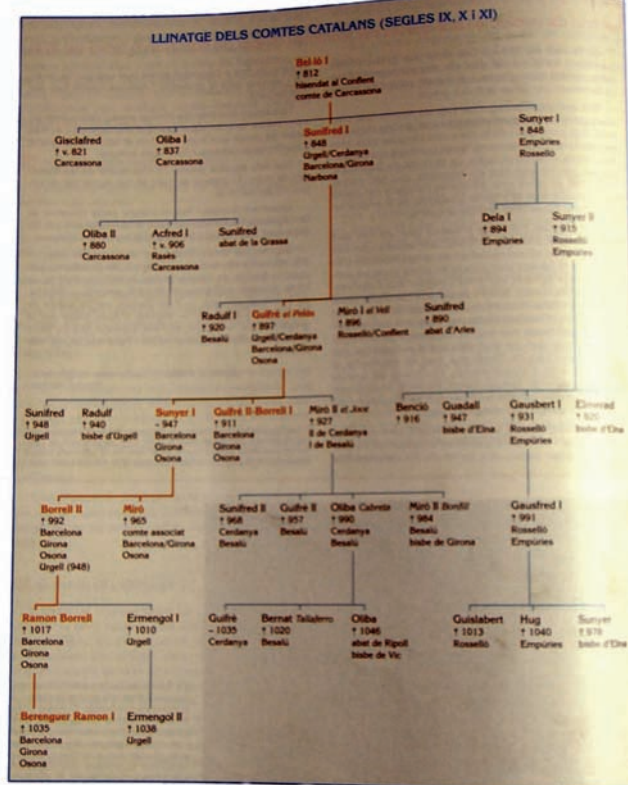 LLINATGE DELS COMTES CATALANS (SEGLES IX, X i XI)
Bel·ló I
† 812
hisendat al Conflent
comte de Carcassona
Gisclafred
† v. 821
Carcassona
Oliba I
† 837
Carcassona
Sunifred I
† 848
Urgell/Cerdanya
Barcelona/Girona
Narbona
Sunyer I
† 848
Empúries
Rosselló
Oliba II
† 880
Carcassona
Acfred I
† v. 906
Rasès
Carcassona
Sunifred
abat de la Grassa
Dela I
† 894
Empúries
Sunyer II
† 915
Rosselló
Empúries
Radulf I
† 920
Besalú
Guifré el Pelós
† 897
Urgell/Cerdanya
Barcelona/Girona
Osona
Miró I el Vell
† 896
Rosselló/Conflent
Sunifred
† 890
abat d'Arles
Sunifred
† 948
Urgell
Radulf
† 940
bisbe d'Urgell
Sunyer I
- 947
Barcelona
Girona
Osona
Guifré II-Borrell I
† 911
Barcelona
Girona
Osona
Miró II el Jove
† 927
II de Cerdanya
I de Besalú
Benció
† 916
Guadall
† 947
bisbe d'Elna
Gausbert I
† 931
Rosselló
Empúries
Elmerad
† 920
bisbe d'Elna
Borrell II
† 992
Barcelona
Girona
Osona
Urgell (948)
Miró
† 965
comte associat
Barcelona/Girona
Osona
Sunifred II
† 968
Cerdanya
Besalú
Guifré II
† 957
Besalú
Oliba Cabreta
† 990
Cerdanya
Besalú
Miró II Bonfill
† 984
Besalú
bisbe de Girona
Gausfred I
† 991
Rosselló
Empúries
Ramon Borrell
† 1017
Barcelona
Girona
Osona
Ermengol I
† 1010
Urgell
Guifré
- 1035
Cerdanya
Bernat Tallaferro
† 1020
Besalú
Oliba
† 1046
abat de Ripoll
bisbe de Vic
Guislabert
† 1013
Rosselló
Hug
† 1040
Empúries
Sunyer
† 978
bisbe d'Elna
Berenguer Ramon I
† 1035
Barcelona
Girona
Osona
Ermengol II
† 1038
Urgell